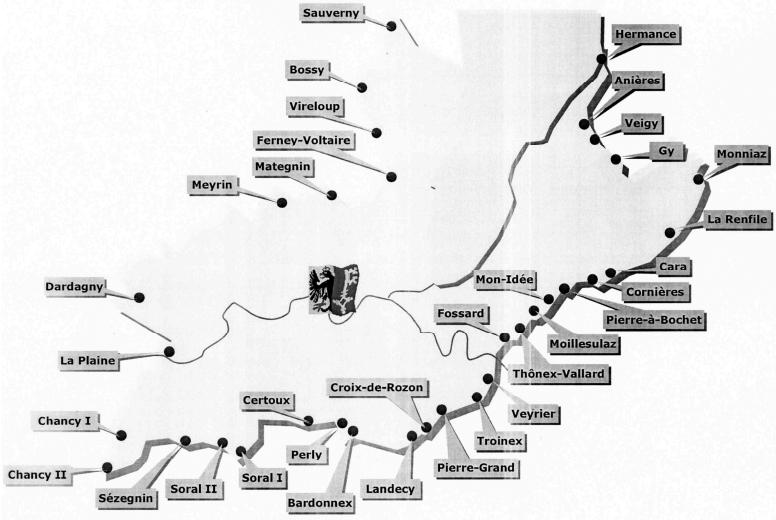 Sauverny
Hermance
Bossy
Anières
Vireloup
Veigy
Ferney-Voltaire
Gy
Mategnin
Monniaz
Meyrin
La Renfile
Cara
Mon-Idée
Dardagny
Cornières
Fossard
Pierre-à-Bochet
Moillesulaz
La Plaine
Thônex-Vallard
Croix-de-Rozon
Certoux
Veyrier
Chancy I
Troinex
Perly
Pierre-Grand
Chancy II
Soral I
Sézegnin
Soral II
Bardonnex
Landecy